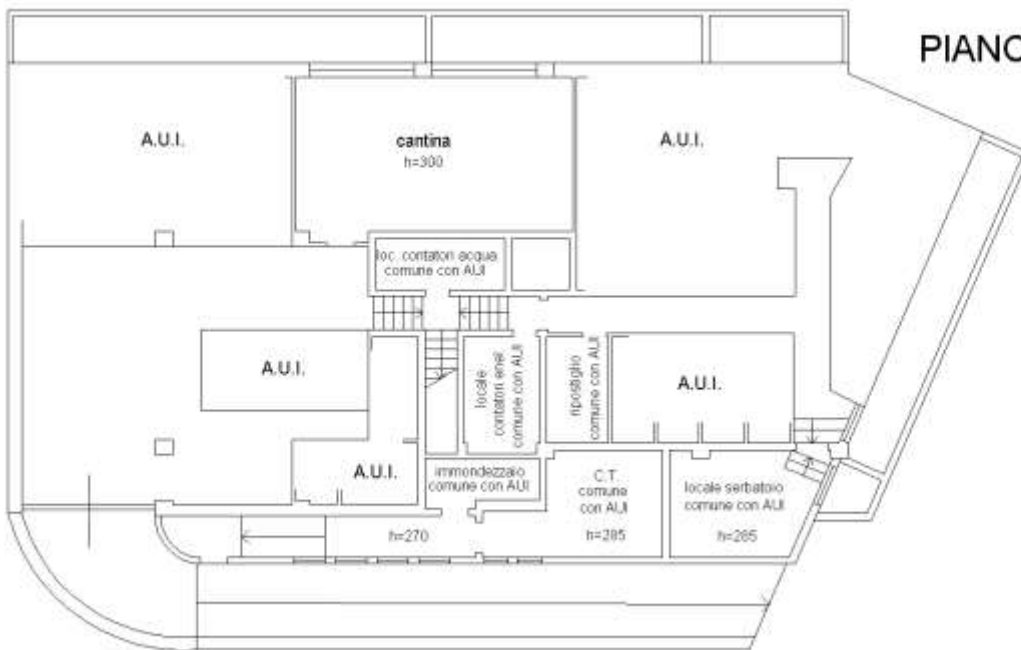 PIANO
A.U.I.
cantina
h=300
A.U.I.
loc. contatori acqua
comune con AUI
A.U.I.
locale
contatori enel
comune con AUI
ripostiglio
comune con AUI
A.U.I.
A.U.I.
immondezzaio
comune con AUI
C.T.
comune
con AUI
h=285
locale serbatoio
comune con AUI
h=285
h=270